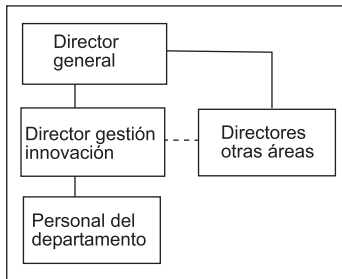 Director
general
Director gestión
innovación
Directores
otras áreas
Personal del
departamento